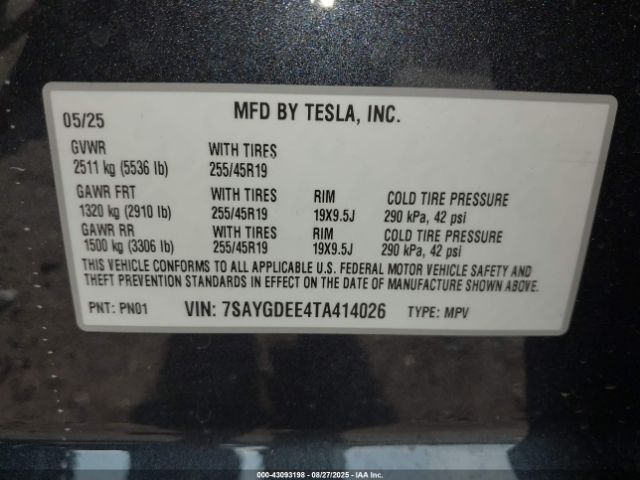 05/25 MFD BY TESLA, INC.
GVWR WITH TIRES
2511 kg (5536 lb) 255/45R19
GAWR FRT WITH TIRES RIM COLD TIRE PRESSURE
1320 kg (2910 lb) 255/45R19 19X9.5J 290 kPa, 42 psi
GAWR RR WITH TIRES RIM COLD TIRE PRESSURE
1500 kg (3306 lb) 255/45R19 19X9.5J 290 kPa, 42 psi
THIS VEHICLE CONFORMS TO ALL APPLICABLE U.S. FEDERAL MOTOR VEHICLE SAFETY AND
THEFT PREVENTION STANDARDS IN EFFECT ON THE DATE OF MANUFACTURE SHOWN ABOVE.
PNT: PN01 VIN: 7SAYGDEE4TA414026 TYPE: MPV
000-43093198 - 08/27/2025 - IAA Inc.